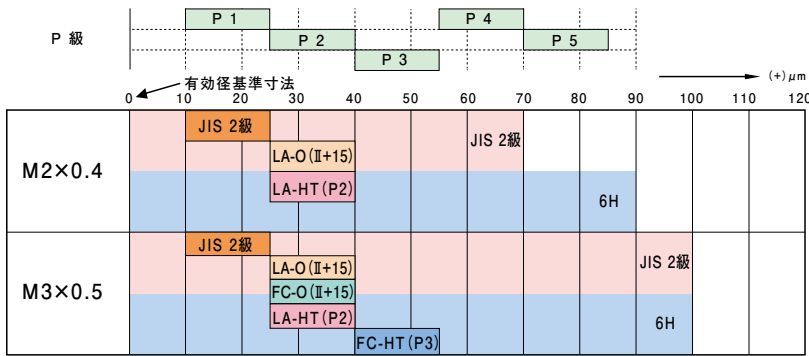 P 1
P 4
P 級
P 2
P 5
P 3
(+)μm
有効径基準寸法
0 10 20 30 40 50 60 70 80 90 100 110 120
JIS 2級
JIS 2級
LA-O(Ⅱ+15)
M2×0.4
LA-HT(P2)
6H
JIS 2級
JIS 2級
LA-O(Ⅱ+15)
M3×0.5
FC-O(Ⅱ+15)
LA-HT(P2)
6H
FC-HT(P3)